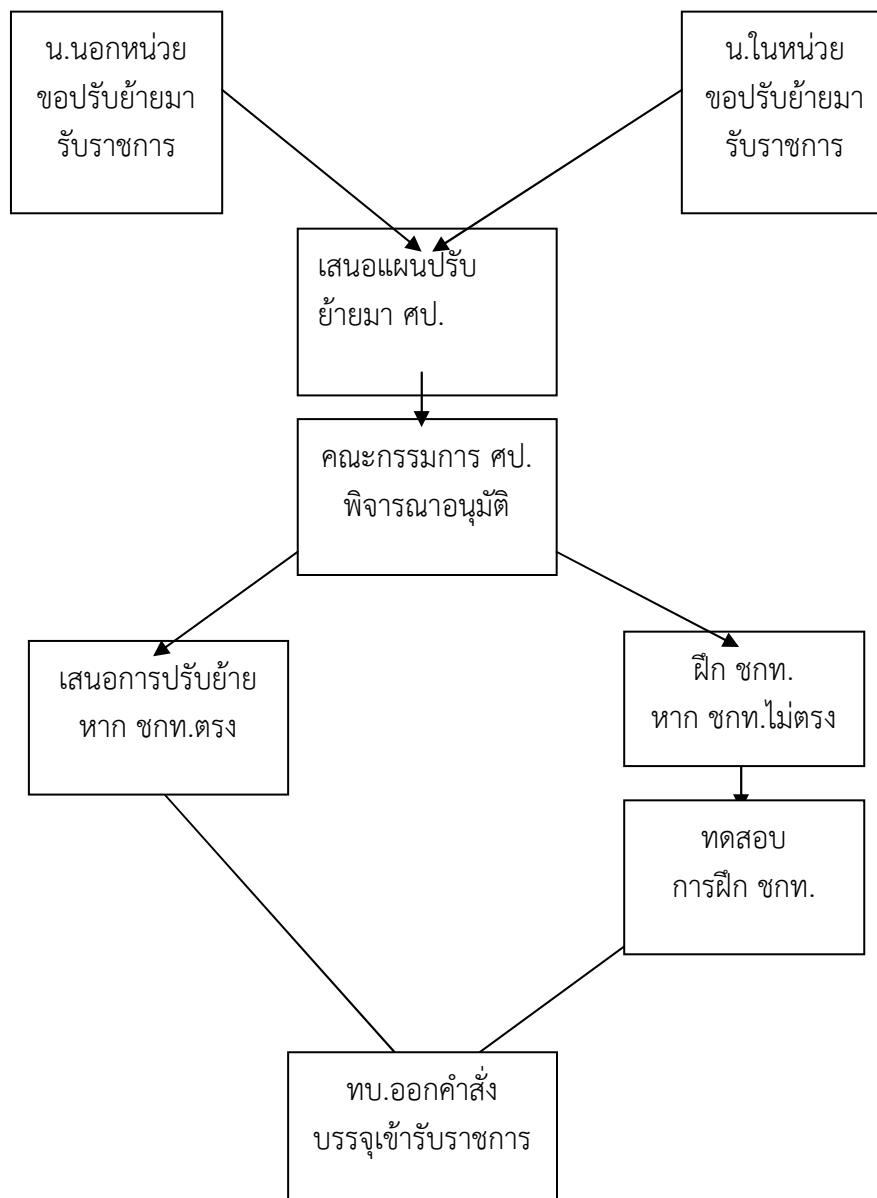 น.นอกหน่วย
ขอปรับย้ายมา
รับราชการ
น.ในหน่วย
ขอปรับย้ายมา
รับราชการ
เสนอแผนปรับ
ย้ายมา ศป.
คณะกรรมการ ศป.
พิจารณาอนุมัติ
เสนอการปรับย้าย
หาก ชกท.ตรง
ฝึก ชกท.
หาก ชกท.ไม่ตรง
ทดสอบ
การฝึก ชกท.
ทบ.ออกคำสั่ง
บรรจุเข้ารับราชการ